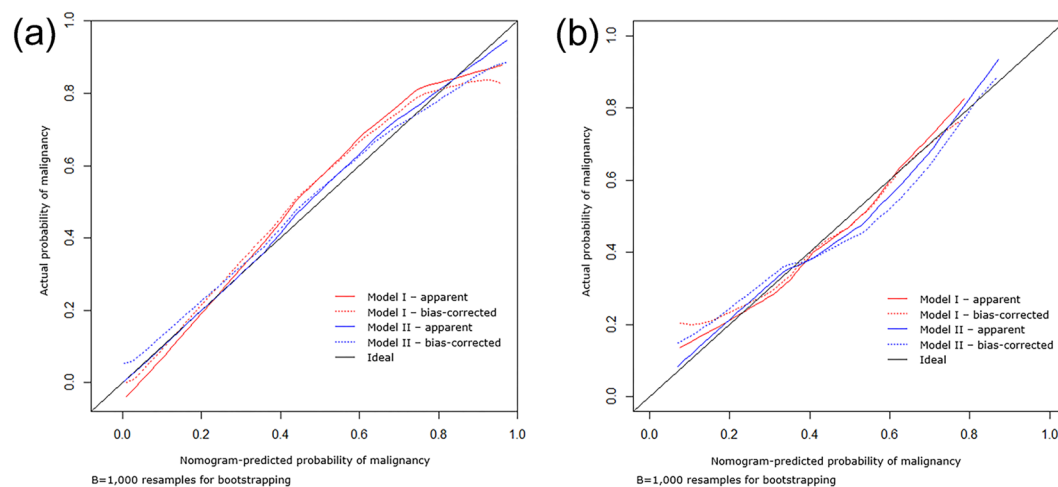 (a)
1.0
0.8
0.6
0.4
0.2
0.0
Actual probability of malignancy
Model I – apparent
Model I – bias-corrected
Model II – apparent
Model II – bias-corrected
Ideal
0.0 0.2 0.4 0.6 0.8 1.0
Nomogram-predicted probability of malignancy
B=1,000 resamples for bootstrapping
(b)
1.0
0.8
0.6
0.4
0.2
0.0
Actual probability of malignancy
Model I – apparent
Model I – bias-corrected
Model II – apparent
Model II – bias-corrected
Ideal
0.0 0.2 0.4 0.6 0.8 1.0
Nomogram-predicted probability of malignancy
B=1,000 resamples for bootstrapping